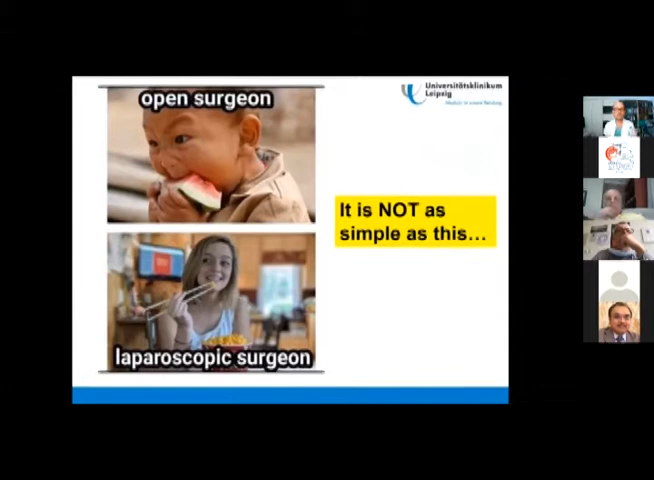 open surgeon
Universitätsklinikum
Leipzig
It is NOT as
simple as this...
laparoscopic surgeon